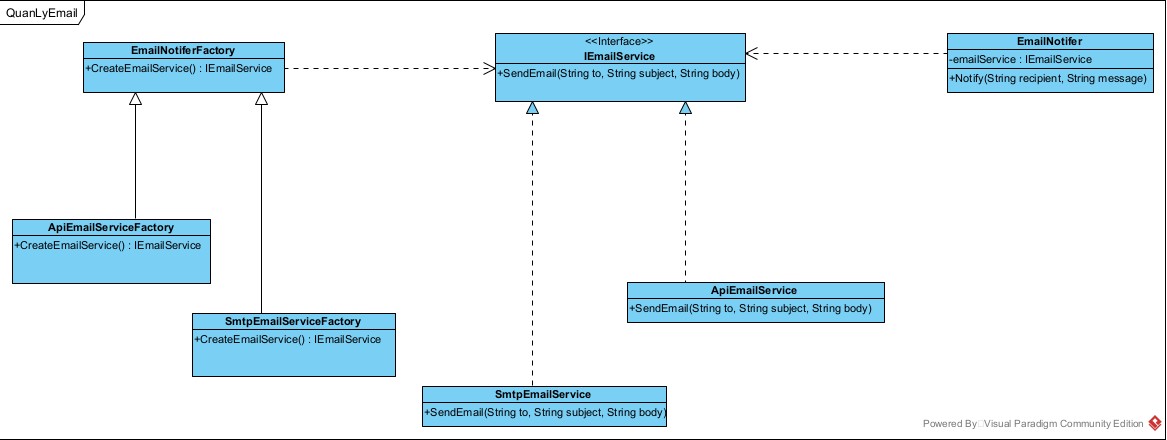 QuanLyEmail
EmailNotiferFactory
+CreateEmailService() : IEmailService
<<Interface>>
IEmailService
+SendEmail(String to, String subject, String body)
EmailNotifer
-emailService : IEmailService
+Notify(String recipient, String message)
ApiEmailServiceFactory
+CreateEmailService() : IEmailService
SmtpEmailServiceFactory
+CreateEmailService() : IEmailService
ApiEmailService
+SendEmail(String to, String subject, String body)
SmtpEmailService
+SendEmail(String to, String subject, String body)
Powered By Visual Paradigm Community Edition